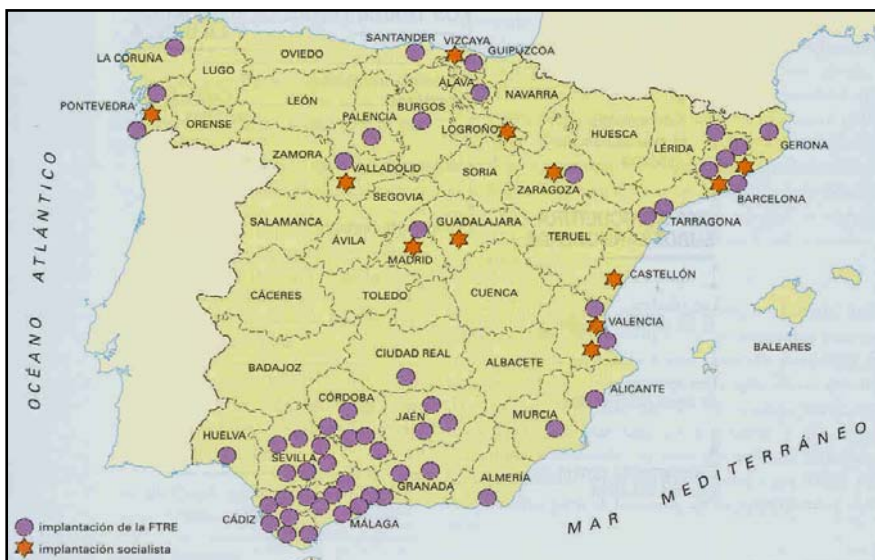 SANTANDER
VIZCAYA
GUIPUZCOA
LA CORUÑA
OVIEDO
LUGO
ÁLAVA
NAVARRA
PONTEVEDRA
LEÓN
BURGOS
PALENCIA
ORENSE
LOGROÑO
HUESCA
LÉRIDA
GERONA
ZAMORA
VALLADOLID
SORIA
ZARAGOZA
BARCELONA
SEGOVIA
TARRAGONA
SALAMANCA
GUADALAJARA
ÁVILA
TERUEL
MADRID
CASTELLÓN
CÁCERES
TOLEDO
CUENCA
VALENCIA
BALEARES
CIUDAD REAL
BADAJOZ
ALBACETE
ALICANTE
CÓRDOBA
JAÉN
MURCIA
HUELVA
SEVILLA
GRANADA
ALMERÍA
CÁDIZ
MÁLAGA
OCÉANO ATLÁNTICO
MAR MEDITERRÁNEO
implantación de la FTRE
implantación socialista